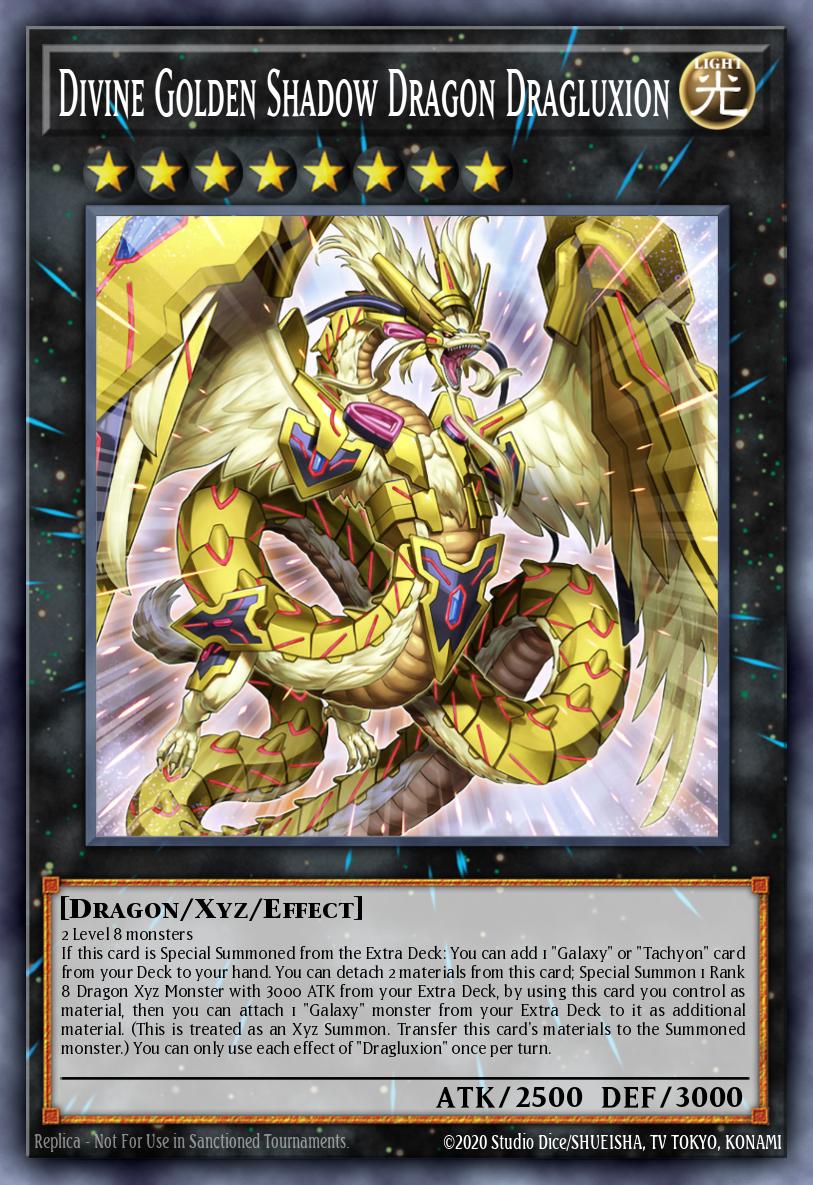 Divine Golden Shadow Dragon Dragluxion
LIGHT
光
[Dragon/Xyz/Effect]
2 Level 8 monsters
If this card is Special Summoned from the Extra Deck: You can add 1 "Galaxy" or "Tachyon" card
from your Deck to your hand. You can detach 2 materials from this card; Special Summon 1 Rank
8 Dragon Xyz Monster with 3000 ATK from your Extra Deck, by using this card you control as
material, then you can attach 1 "Galaxy" monster from your Extra Deck to it as additional
material. (This is treated as an Xyz Summon. Transfer this card's materials to the Summoned
monster.) You can only use each effect of "Dragluxion" once per turn.
ATK/2500 DEF/3000
Replica - Not For Use in Sanctioned Tournaments.
©2020 Studio Dice/SHUEISHA, TV TOKYO, KONAMI